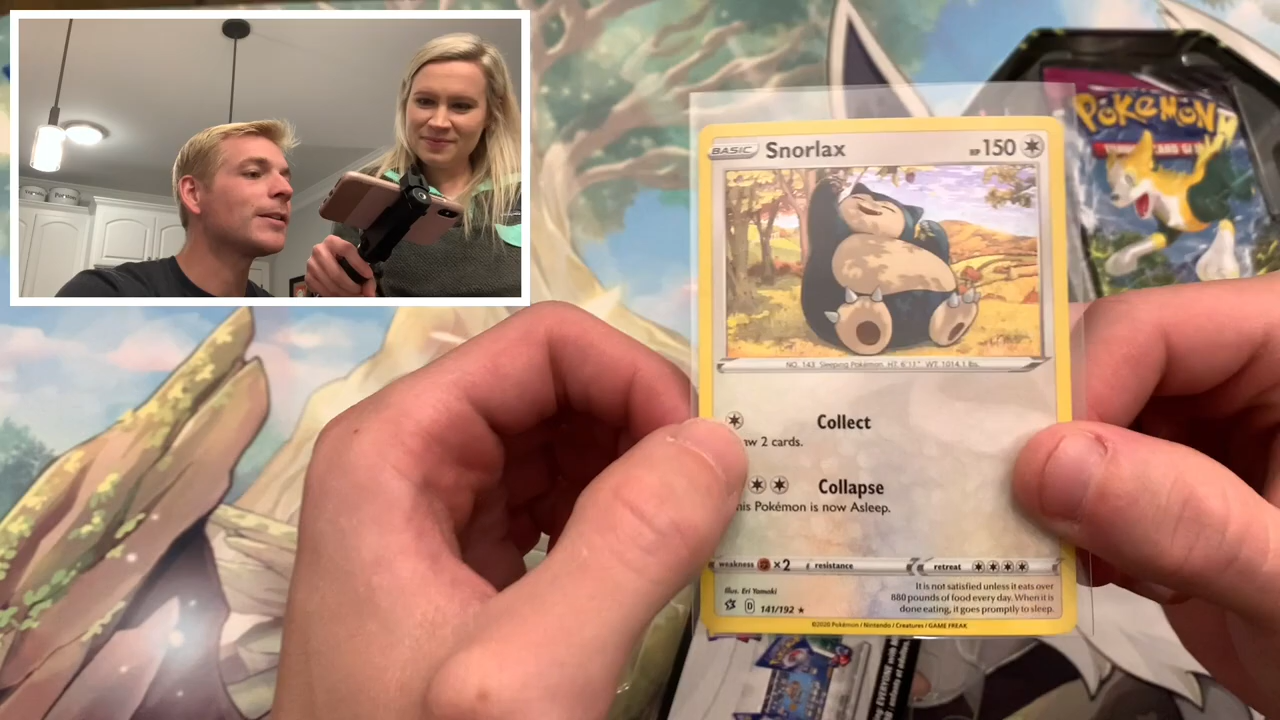 BASIC Snorlax HP 150
NO. 143 Sleeping Pokémon HT. 6'11" WT. 1014.1 lbs.
Collect
aw 2 cards.
Collapse
his Pokémon is now Asleep.
weakness ×2 resistance retreat
Illus. Eri Yamaki
D 141/192 ★
It is not satisfied unless it eats over
880 pounds of food every day. When it is
done eating, it goes promptly to sleep.
©2020 Pokémon / Nintendo / Creatures / GAME FREAK
POKéMON